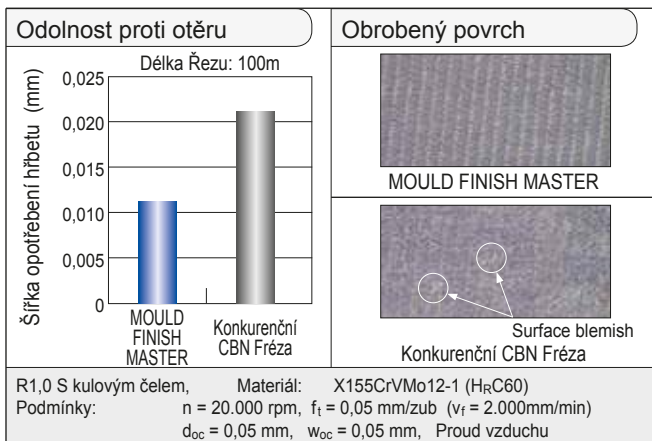 Odolnost proti otěru
Délka Řezu: 100m
Šířka opotřebení hřbetu (mm)
0,025
0,020
0,015
0,010
0,005
0
MOULD
FINISH
MASTER
Konkurenční
CBN Fréza
Obrobený povrch
MOULD FINISH MASTER
Surface blemish
Konkurenční CBN Fréza
R1,0 S kulovým čelem, Materiál: X155CrVMo12-1 (HRC60)
Podmínky: n = 20.000 rpm, ft = 0,05 mm/zub (vf = 2.000mm/min)
doc = 0,05 mm, woc = 0,05 mm, Proud vzduchu